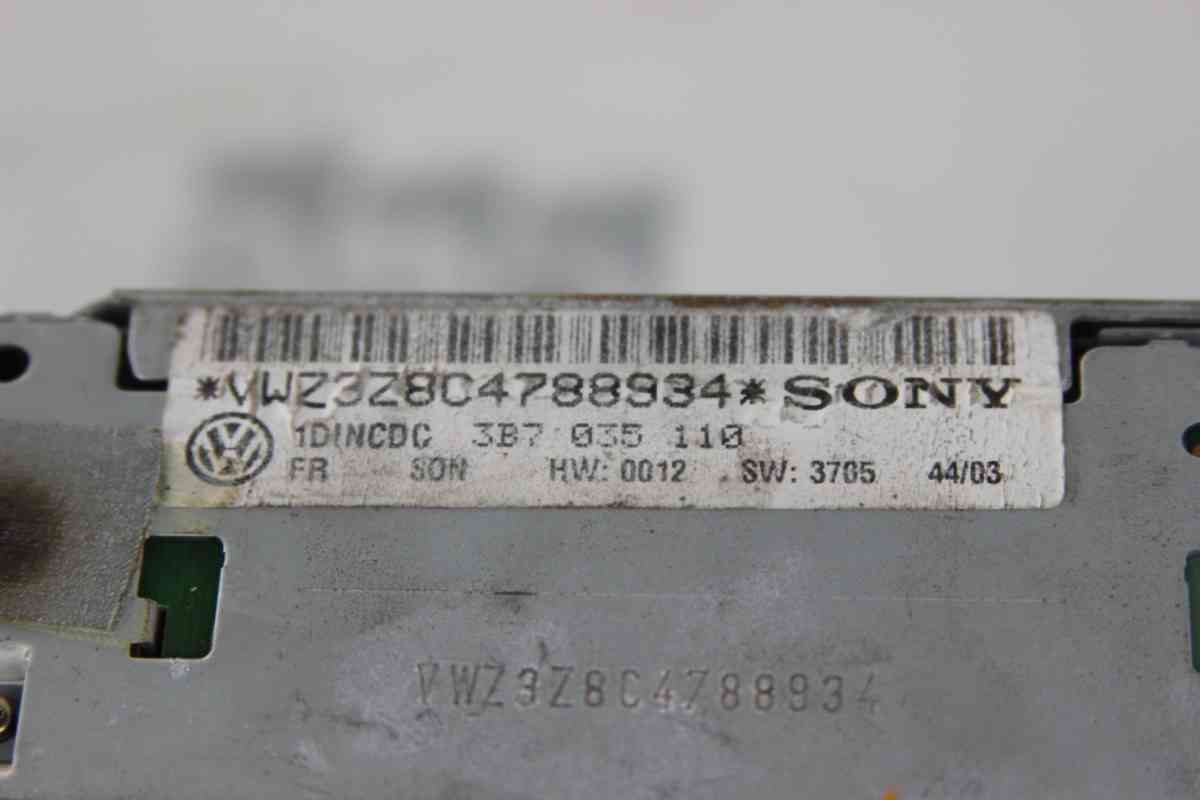 *VWZ3Z8C4788934* SONY
1DINCDC 3B7 035 110
FR SON HW: 0012 SW: 3705 44/03
VWZ3Z8C4788934